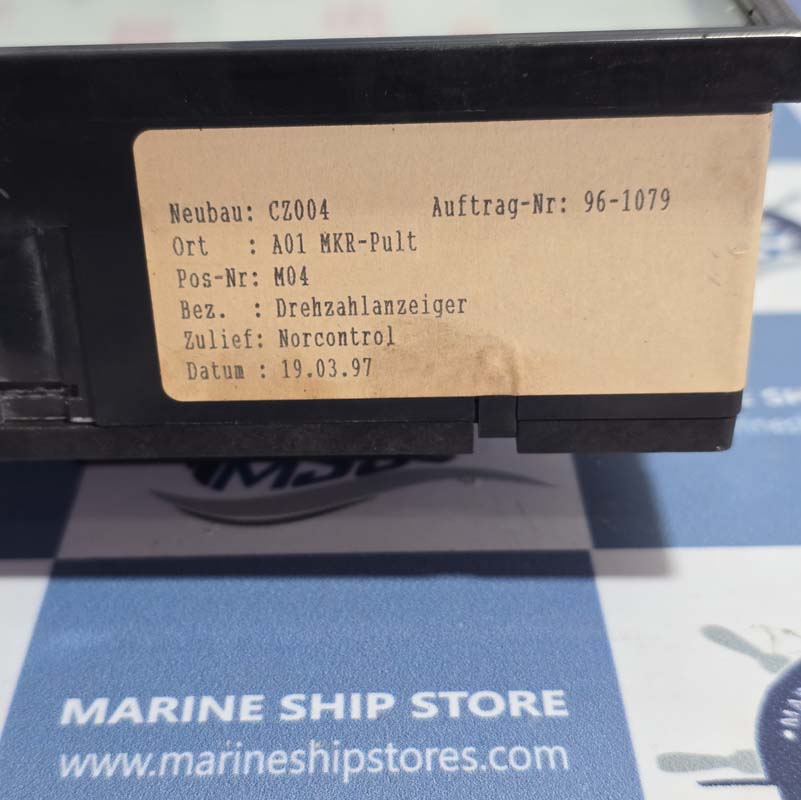 Neubau: CZ004 Auftrag-Nr: 96-1079
Ort : A01 MKR-Pult
Pos-Nr: M04
Bez. : Drehzahlanzeiger
Zulief: Norcontrol
Datum : 19.03.97
MARINE SHIP STORE
www.marineshipstores.com